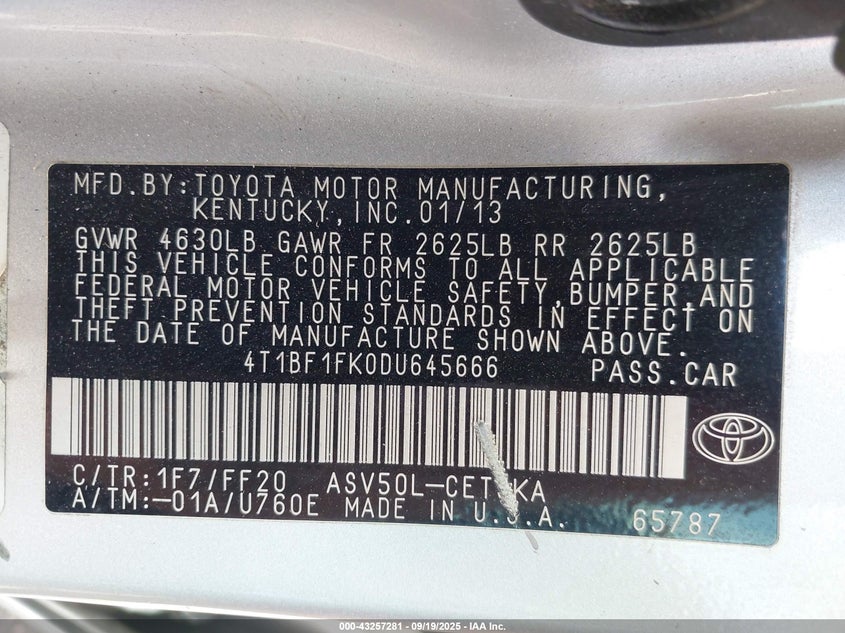 MFD.BY:TOYOTA MOTOR MANUFACTURING,
KENTUCKY,INC.01/13
GVWR 4630LB GAWR FR 2625LB RR 2625LB
THIS VEHICLE CONFORMS TO ALL APPLICABLE
FEDERAL MOTOR VEHICLE SAFETY,BUMPER,AND
THEFT PREVENTION STANDARDS IN EFFECT ON
THE DATE OF MANUFACTURE SHOWN ABOVE.
4T1BF1FK0DU645666 PASS.CAR
C/TR:1F7/FF20
A/TM:-01A/U760E MADE IN U.S.A. 65787
000-43257281 - 09/19/2025 - IAA Inc.